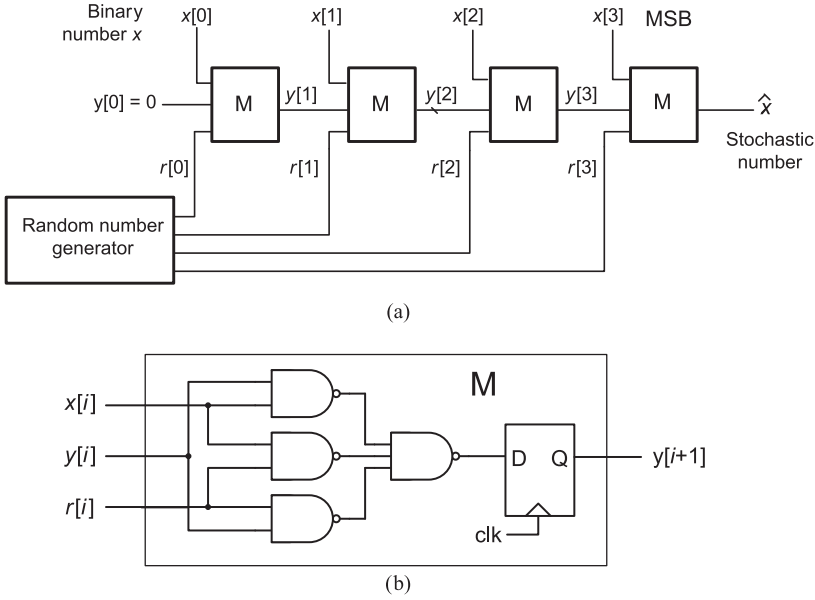 Binary
number x
x[0]
x[1]
x[2]
x[3]
MSB
y[0] = 0
M
y[1]
M
y[2]
M
y[3]
M
x̂
Stochastic
number
r[0]
r[1]
r[2]
r[3]
Random number
generator
(a)
M
x[i]
y[i]
r[i]
D Q
y[i+1]
clk
(b)